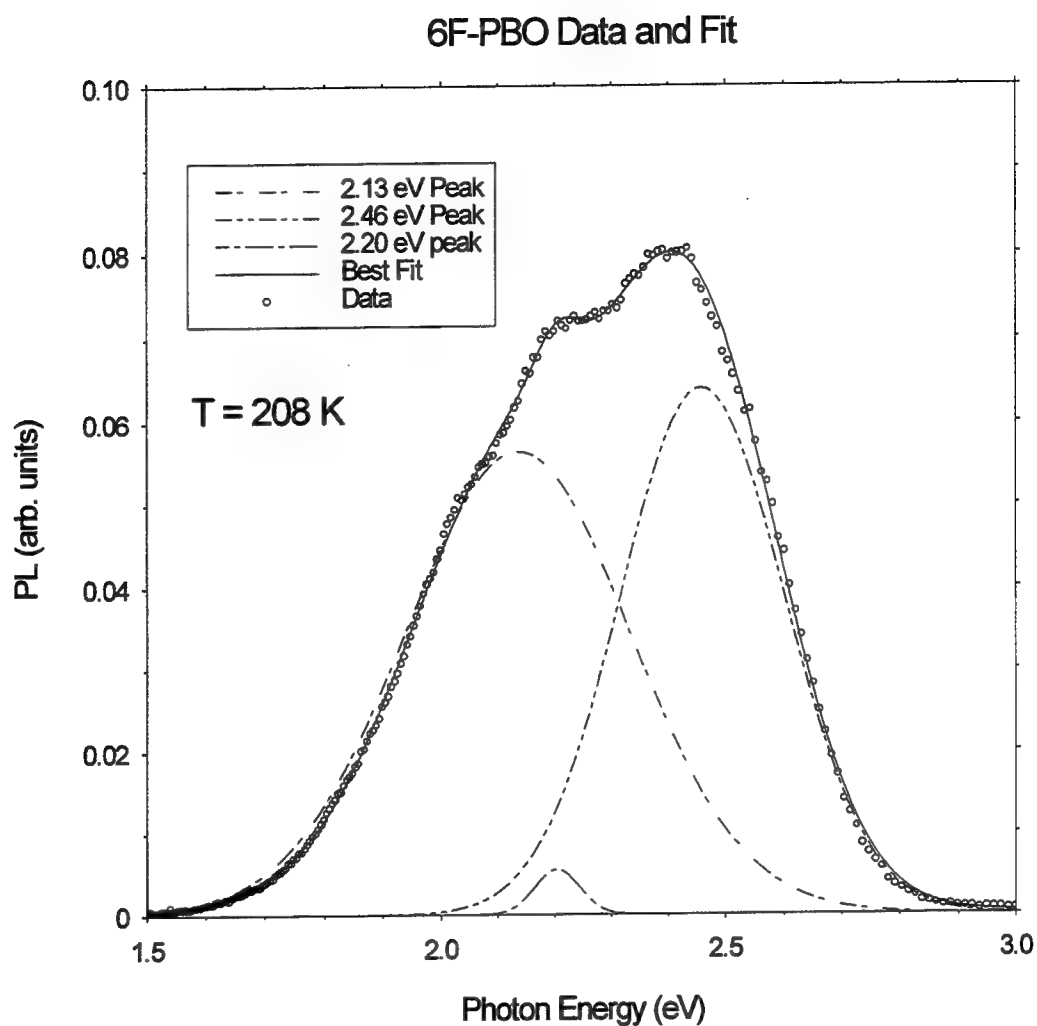 6F-PBO Data and Fit
0.10
0.08
0.06
0.04
0.02
0
PL (arb. units)
2.13 eV Peak
2.46 eV Peak
2.20 eV peak
Best Fit
Data
T = 208 K
1.5
2.0
2.5
3.0
Photon Energy (eV)